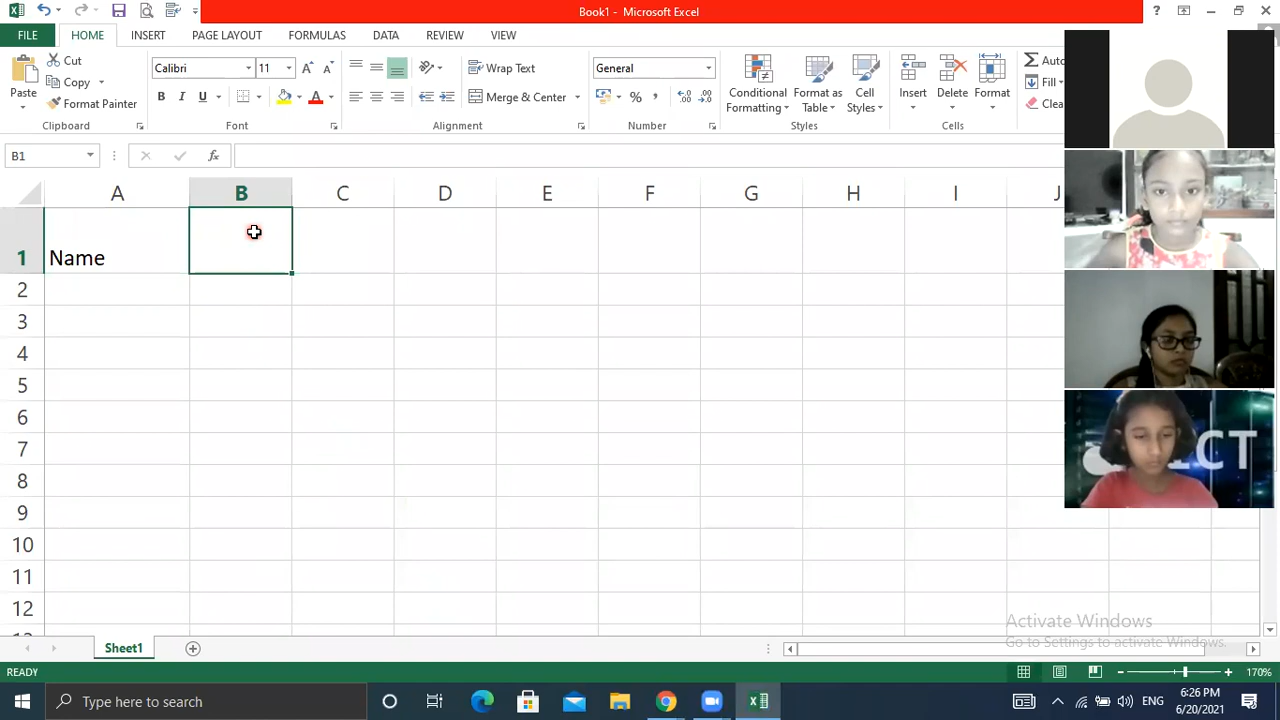 Book1 - Microsoft Excel
FILE HOME INSERT PAGE LAYOUT FORMULAS DATA REVIEW VIEW
Paste
Cut
Copy
Format Painter
Clipboard
Calibri 11
B I U
Font
Wrap Text
Merge & Center
Alignment
General
%
Number
Conditional Formatting
Format as Table
Cell Styles
Styles
Insert
Delete
Format
Cells
Auto
Fill
Clea
B1
fx
A B C D E F G H I J
1 Name
2
3
4
5
6
7
8
9
10
11
12
ICT
Activate Windows
Go to Settings to activate Windows.
Sheet1
READY
170%
Type here to search
ENG
6:26 PM
6/20/2021